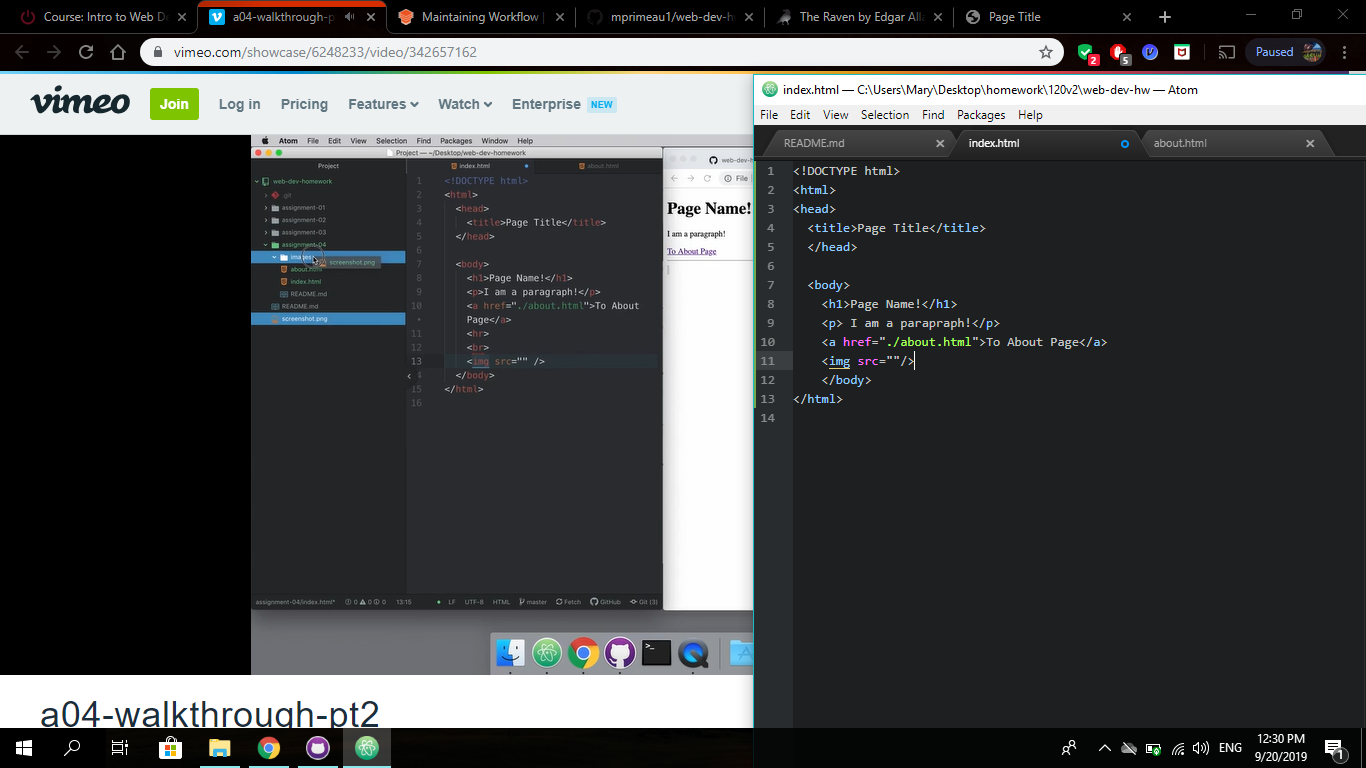 Course: Intro to Web D
a04-walkthrough-p
Maintaining Workflow
mprimeau1/web-dev-h
The Raven by Edgar All
Page Title
vimeo.com/showcase/6248233/video/342657162
2
5
Paused
vimeo
Join
Log in
Pricing
Features
Watch
Enterprise
NEW
Atom File Edit View Selection Find Packages Window Help
Project — ~/Desktop/web-dev-homework
Project
index.html
about.html
web-dev-homework
.git
assignment-01
assignment-02
assignment-03
assignment-04
images
screenshot.png
about.html
index.html
README.md
README.md
screenshot.png
1 <!DOCTYPE html>
2 <html>
3 <head>
4 <title>Page Title</title>
5 </head>
6
7 <body>
8 <h1>Page Name!</h1>
9 <p>I am a paragraph!</p>
10 <a href="./about.html">To About
Page</a>
11 <hr>
12 <br>
13 <img src="" />
</body>
15 </html>
16
assignment-04/index.html* 0 0 0 13:15 LF UTF-8 HTML master Fetch GitHub Git (3)
web-dev-
File
Page Name!
I am a paragraph!
To About Page
index.html — C:\Users\Mary\Desktop\homework\120v2\web-dev-hw — Atom
File Edit View Selection Find Packages Help
README.md
index.html
about.html
1 <!DOCTYPE html>
2 <html>
3 <head>
4 <title>Page Title</title>
5 </head>
6
7 <body>
8 <h1>Page Name!</h1>
9 <p> I am a parapraph!</p>
10 <a href="./about.html">To About Page</a>
11 <img src=""/>
12 </body>
13 </html>
14
a04-walkthrough-pt2
ENG
12:30 PM
9/20/2019
1